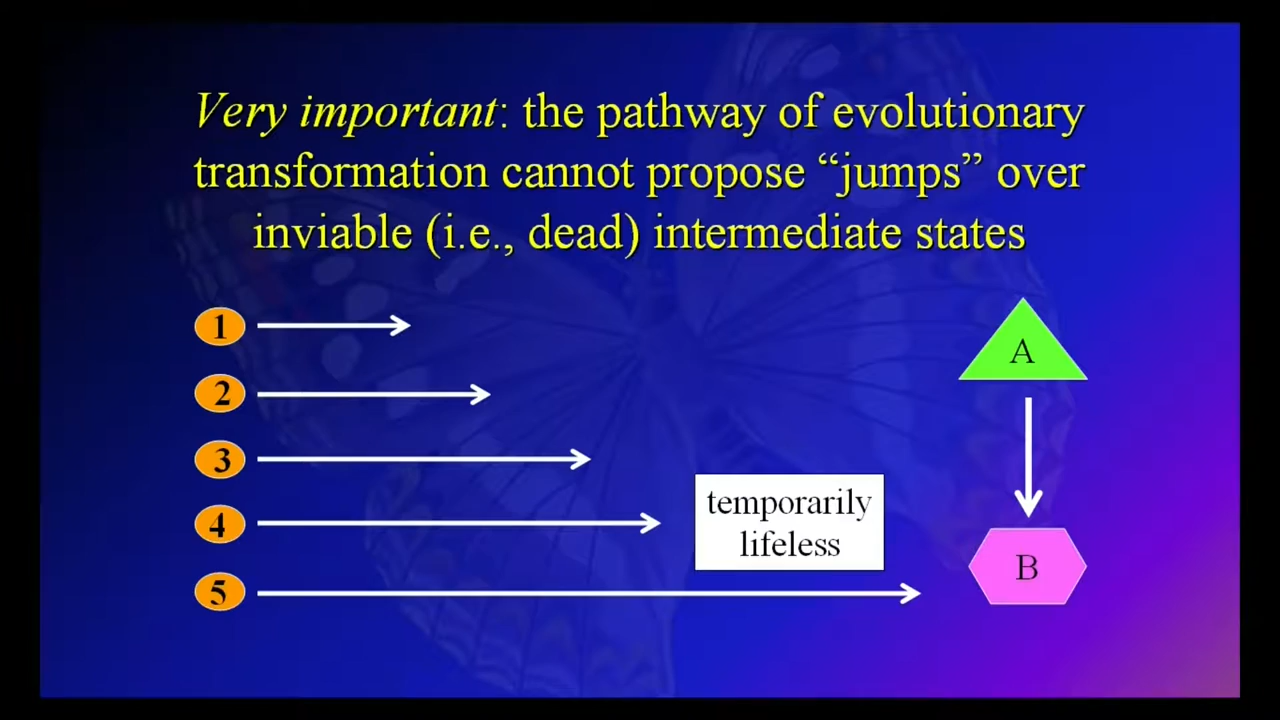 Very important: the pathway of evolutionary
transformation cannot propose “jumps” over
inviable (i.e., dead) intermediate states
1
2
3
4
5
temporarily
lifeless
A
B